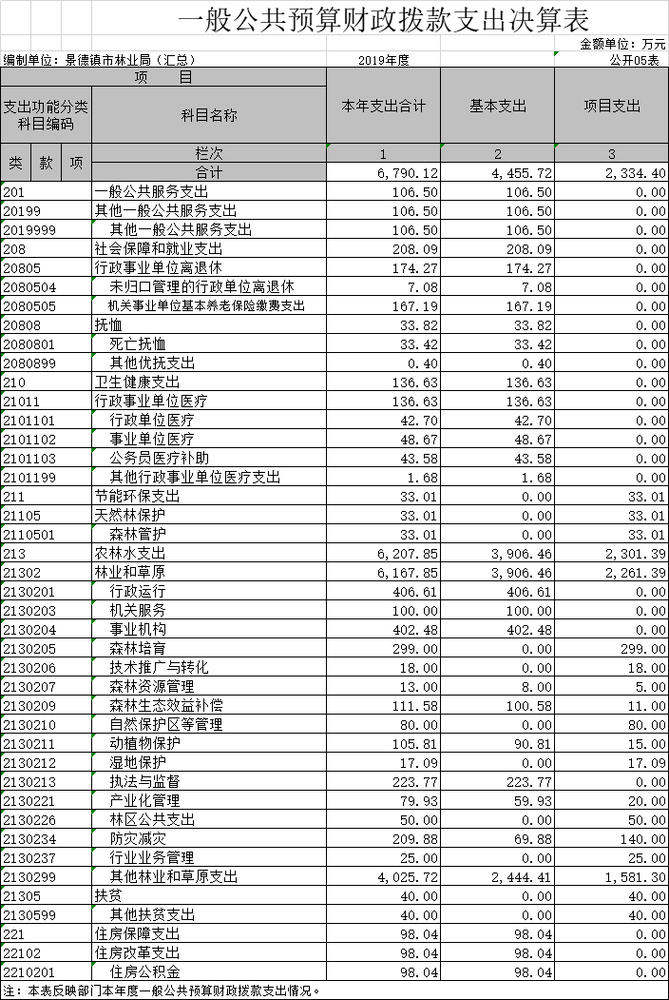 一般公共预算财政拨款支出决算表
金额单位：万元
编制单位：景德镇市林业局（汇总） 2019年度 公开05表
项 目 本年支出合计 基本支出 项目支出
支出功能分类科目编码 科目名称
类 款 项 栏次 1 2 3
合计 6,790.12 4,455.72 2,334.40
201 一般公共服务支出 106.50 106.50 0.00
20199 其他一般公共服务支出 106.50 106.50 0.00
2019999 其他一般公共服务支出 106.50 106.50 0.00
208 社会保障和就业支出 208.09 208.09 0.00
20805 行政事业单位离退休 174.27 174.27 0.00
2080504 未归口管理的行政单位离退休 7.08 7.08 0.00
2080505 机关事业单位基本养老保险缴费支出 167.19 167.19 0.00
20808 抚恤 33.82 33.82 0.00
2080801 死亡抚恤 33.42 33.42 0.00
2080899 其他优抚支出 0.40 0.40 0.00
210 卫生健康支出 136.63 136.63 0.00
21011 行政事业单位医疗 136.63 136.63 0.00
2101101 行政单位医疗 42.70 42.70 0.00
2101102 事业单位医疗 48.67 48.67 0.00
2101103 公务员医疗补助 43.58 43.58 0.00
2101199 其他行政事业单位医疗支出 1.68 1.68 0.00
211 节能环保支出 33.01 0.00 33.01
21105 天然林保护 33.01 0.00 33.01
2110501 森林管护 33.01 0.00 33.01
213 农林水支出 6,207.85 3,906.46 2,301.39
21302 林业和草原 6,167.85 3,906.46 2,261.39
2130201 行政运行 406.61 406.61 0.00
2130203 机关服务 100.00 100.00 0.00
2130204 事业机构 402.48 402.48 0.00
2130205 森林培育 299.00 0.00 299.00
2130206 技术推广与转化 18.00 0.00 18.00
2130207 森林资源管理 13.00 8.00 5.00
2130209 森林生态效益补偿 111.58 100.58 11.00
2130210 自然保护区等管理 80.00 0.00 80.00
2130211 动植物保护 105.81 90.81 15.00
2130212 湿地保护 17.09 0.00 17.09
2130213 执法与监督 223.77 223.77 0.00
2130221 产业化管理 79.93 59.93 20.00
2130226 林区公共支出 50.00 0.00 50.00
2130234 防灾减灾 209.88 69.88 140.00
2130237 行业业务管理 25.00 0.00 25.00
2130299 其他林业和草原支出 4,025.72 2,444.41 1,581.30
21305 扶贫 40.00 0.00 40.00
2130599 其他扶贫支出 40.00 0.00 40.00
221 住房保障支出 98.04 98.04 0.00
22102 住房改革支出 98.04 98.04 0.00
2210201 住房公积金 98.04 98.04 0.00
注：本表反映部门本年度一般公共预算财政拨款支出情况。